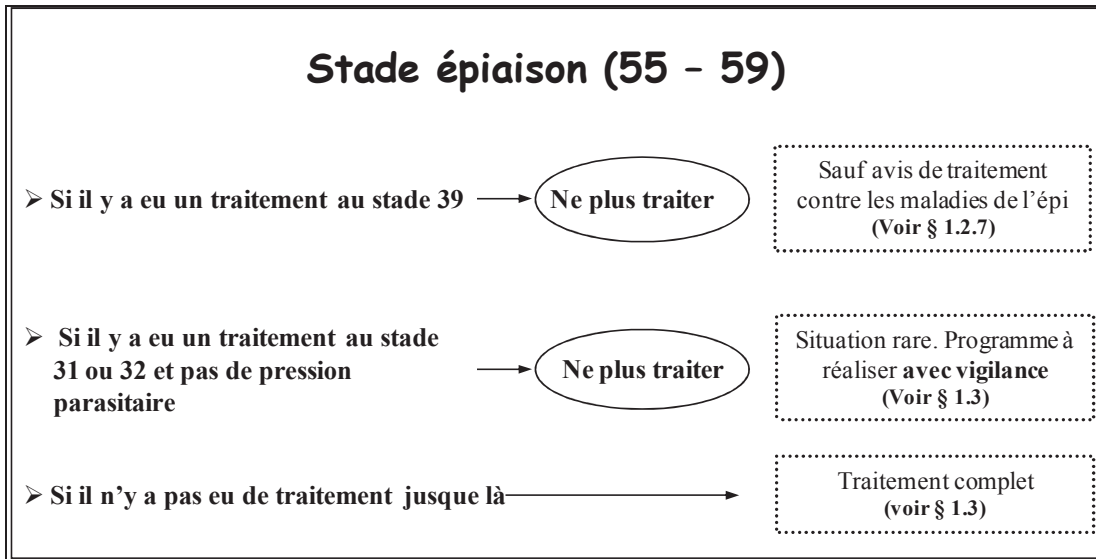 Stade épiaison (55 – 59)
➢ Si il y a eu un traitement au stade 39
Ne plus traiter
Sauf avis de traitement
contre les maladies de l'épi
(Voir § 1.2.7)
➢ Si il y a eu un traitement au stade
31 ou 32 et pas de pression
parasitaire
Ne plus traiter
Situation rare. Programme à
réaliser avec vigilance
(Voir § 1.3)
➢ Si il n'y a pas eu de traitement jusque là
Traitement complet
(voir § 1.3)